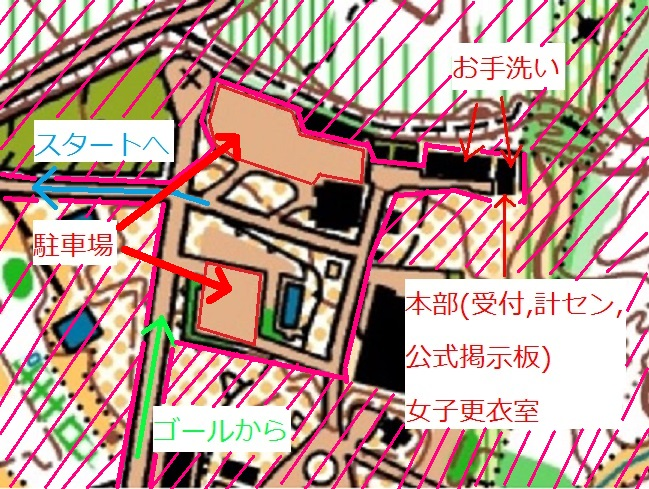 お手洗い
スタートへ
駐車場
本部(受付,計セン,
公式掲示板)
女子更衣室
ゴールから